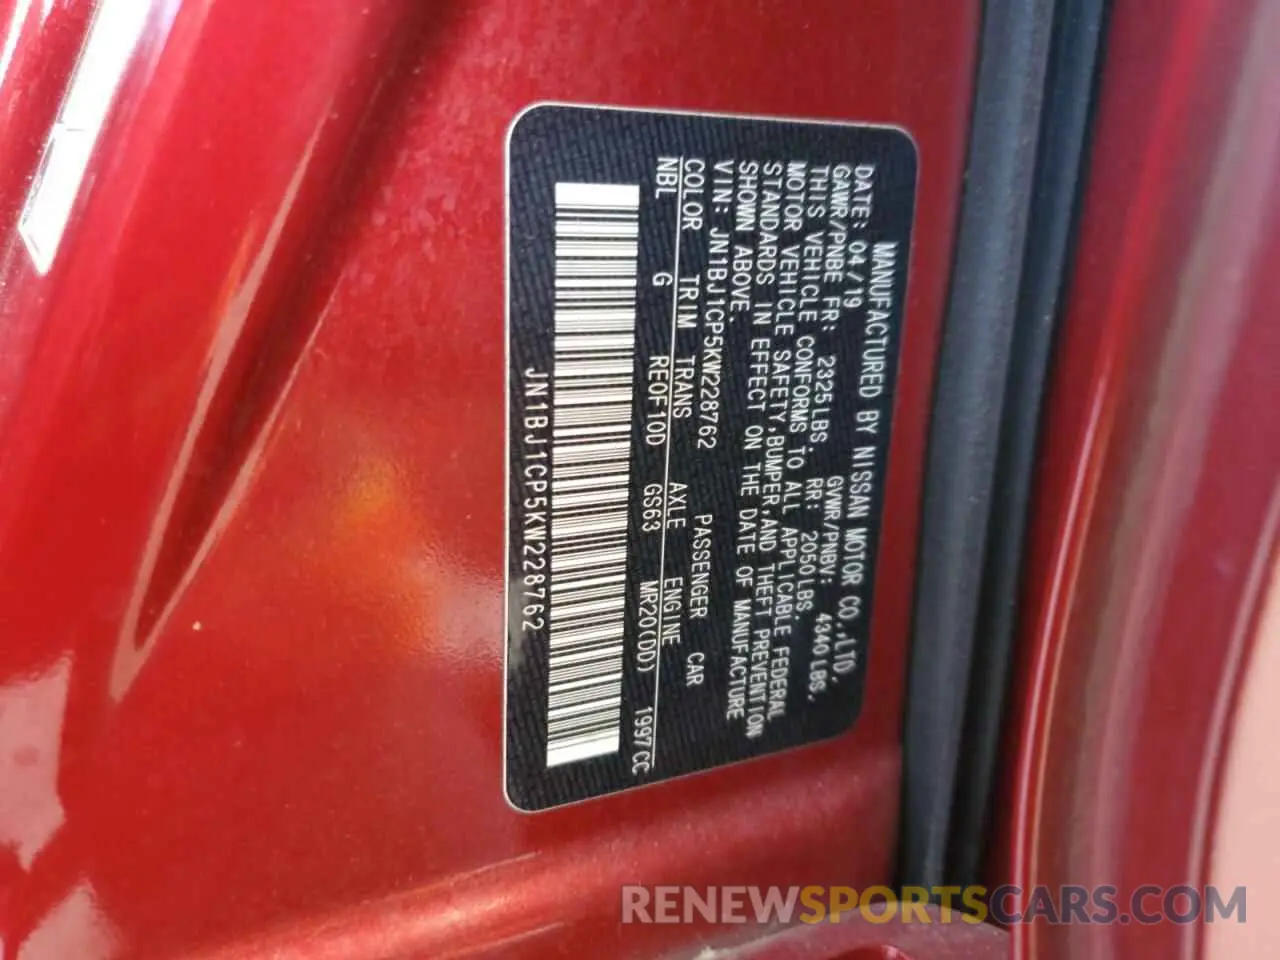 MANUFACTURED BY NISSAN MOTOR CO.,LTD.
DATE: 04/19 GVWR/PNBV: 4340LBS.
GAWR/PNBE FR: 2325LBS. RR: 2050LBS.
THIS VEHICLE CONFORMS TO ALL APPLICABLE FEDERAL
MOTOR VEHICLE SAFETY,BUMPER,AND THEFT PREVENTION
STANDARDS IN EFFECT ON THE DATE OF MANUFACTURE
SHOWN ABOVE.
VIN: JN1BJ1CP5KW228762 PASSENGER CAR
COLOR TRIM TRANS AXLE ENGINE
NBL G RE0F10D GS63 MR20(DD) 1997CC
JN1BJ1CP5KW228762
RENEWSPORTSCARS.COM